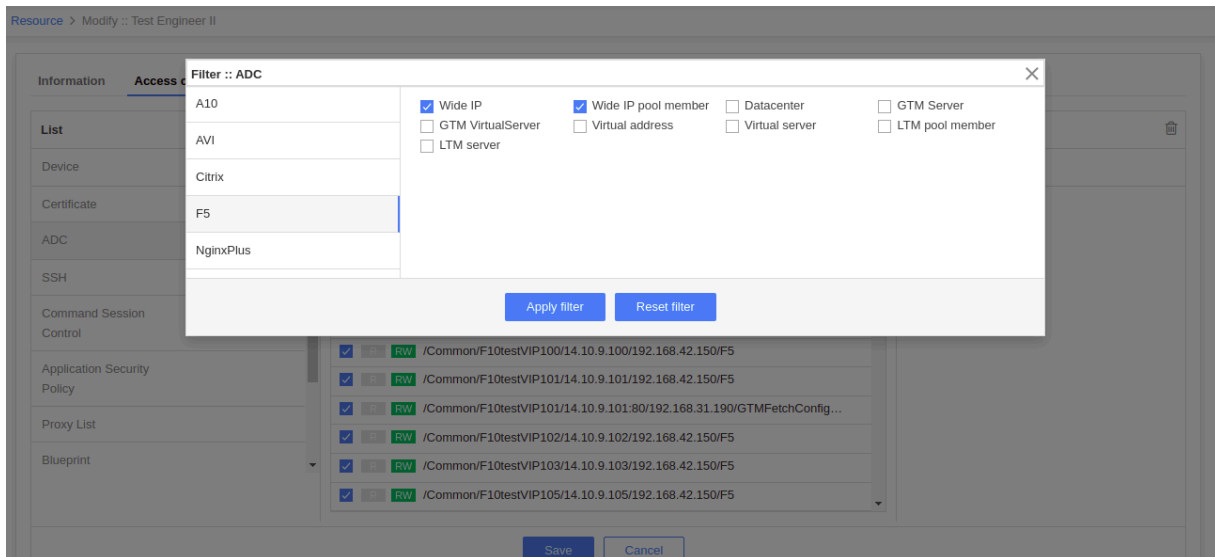 Resource > Modify :: Test Engineer II
Information Access c
Filter :: ADC
List
Device
Certificate
ADC
SSH
Command Session
Control
Application Security
Policy
Proxy List
Blueprint
A10
AVI
Citrix
F5
NginxPlus
Wide IP Wide IP pool member Datacenter GTM Server
GTM VirtualServer Virtual address Virtual server LTM pool member
LTM server
Apply filter Reset filter
R RW /Common/F10testVIP100/14.10.9.100/192.168.42.150/F5
R RW /Common/F10testVIP101/14.10.9.101/192.168.42.150/F5
R RW /Common/F10testVIP101/14.10.9.101:80/192.168.31.190/GTMFetchConfig...
R RW /Common/F10testVIP102/14.10.9.102/192.168.42.150/F5
R RW /Common/F10testVIP103/14.10.9.103/192.168.42.150/F5
R RW /Common/F10testVIP105/14.10.9.105/192.168.42.150/F5
Save Cancel